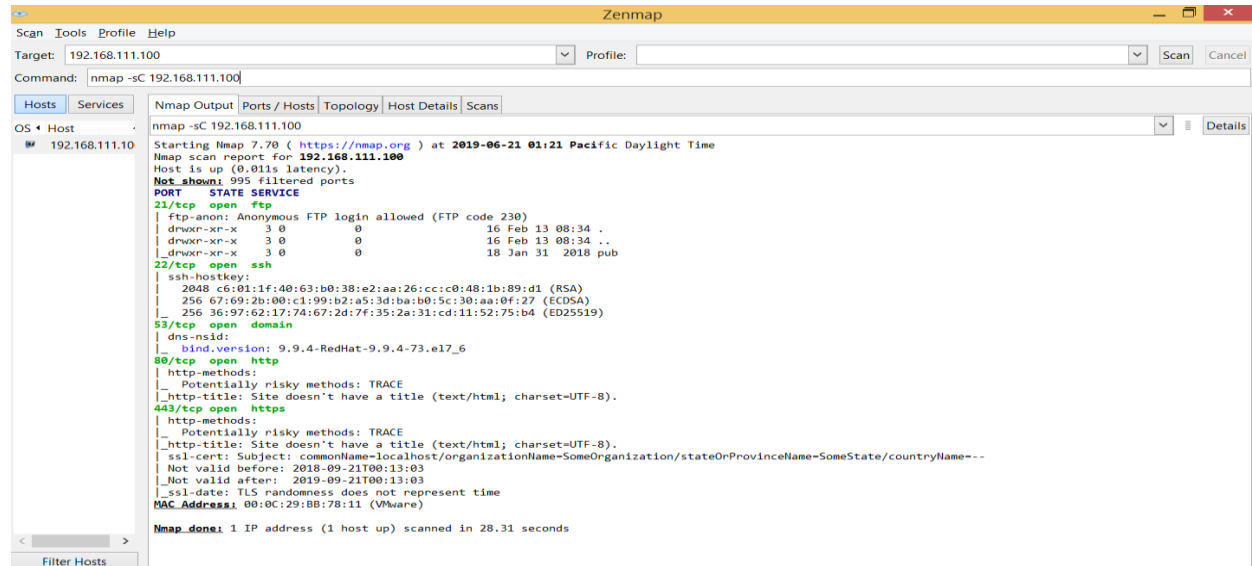 Zenmap
Scan Tools Profile Help
Target: 192.168.111.100 Profile: Scan Cancel
Command: nmap -sC 192.168.111.100
Hosts Services Nmap Output Ports / Hosts Topology Host Details Scans
OS Host nmap -sC 192.168.111.100 Details
192.168.111.10
Starting Nmap 7.70 ( https://nmap.org ) at 2019-06-21 01:21 Pacific Daylight Time
Nmap scan report for 192.168.111.100
Host is up (0.011s latency).
Not shown: 995 filtered ports
PORT    STATE SERVICE
21/tcp  open  ftp
| ftp-anon: Anonymous FTP login allowed (FTP code 230)
| drwxr-xr-x    3 0        0              16 Feb 13 08:34 .
| drwxr-xr-x    3 0        0              16 Feb 13 08:34 ..
|_drwxr-xr-x    3 0        0              18 Jan 31  2018 pub
22/tcp  open  ssh
| ssh-hostkey:
|   2048 c6:01:1f:40:63:b0:38:e2:aa:26:cc:c0:48:1b:89:d1 (RSA)
|   256 67:69:2b:00:c1:99:b2:a5:3d:ba:b0:5c:30:aa:0f:27 (ECDSA)
|_  256 36:97:62:17:74:67:2d:7f:35:2a:31:cd:11:52:75:b4 (ED25519)
53/tcp  open  domain
| dns-nsid:
|_  bind.version: 9.9.4-RedHat-9.9.4-73.el7_6
80/tcp  open  http
| http-methods:
|_  Potentially risky methods: TRACE
|_http-title: Site doesn't have a title (text/html; charset=UTF-8).
443/tcp open  https
| http-methods:
|_  Potentially risky methods: TRACE
|_http-title: Site doesn't have a title (text/html; charset=UTF-8).
| ssl-cert: Subject: commonName=localhost/organizationName=SomeOrganization/stateOrProvinceName=SomeState/countryName=--
| Not valid before: 2018-09-21T00:13:03
|_Not valid after:  2019-09-21T00:13:03
|_ssl-date: TLS randomness does not represent time
MAC Address: 00:0C:29:BB:78:11 (VMware)
Nmap done: 1 IP address (1 host up) scanned in 28.31 seconds
Filter Hosts